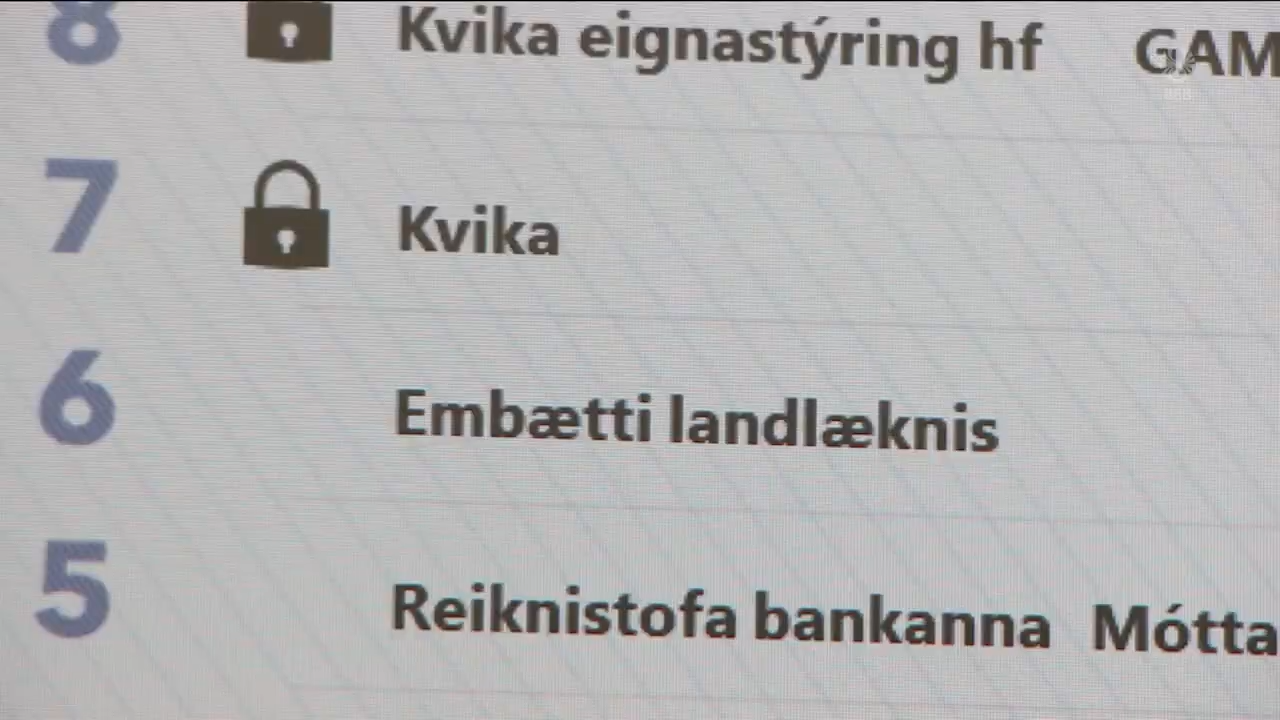 8 Kvika eignastýring hf GAM
7 Kvika
6 Embætti landlæknis
5 Reiknistofa bankanna Mótta